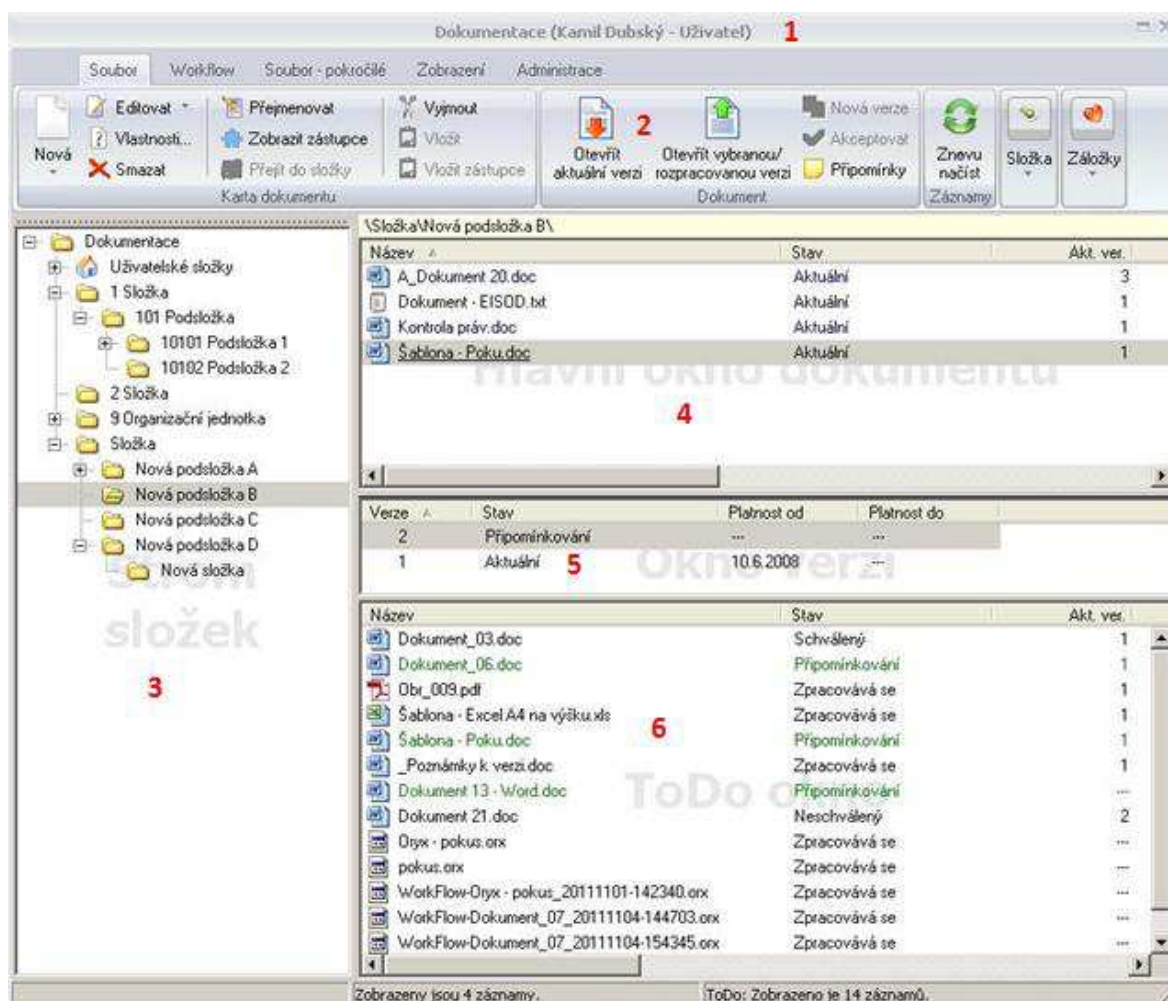 Dokumentace (Kamil Dubský - Uživatel) 1
Soubor Workflow Soubor - pokročilé Zobrazení Administrace
Nová
Editovat
Vlastnosti...
Smazat
Přejmenovat
Zobrazit zástupce
Přejít do složky
Vyjmout
Vložit
Vložit zástupce
Karta dokumentu
Otevřít
aktuální verzi
2
Otevřít vybranou/
rozpracovanou verzi
Nová verze
Akceptovat
Připomínky
Dokument
Znovu
načíst
Záznamy
Složka
Záložky
Dokumentace
Uživatelské složky
1 Složka
101 Podsložka
10101 Podsložka 1
10102 Podsložka 2
2 Složka
9 Organizační jednotka
Složka
Nová podsložka A
Nová podsložka B
Nová podsložka C
Nová podsložka D
Nová složka
Strom
složek
3
\Složka\Nová podsložka B\
Název Stav Akt. ver.
A_Dokument 20.doc Aktuální 3
Dokument - EISOD.txt Aktuální 1
Kontrola práv.doc Aktuální 1
Šablona - Poku.doc Aktuální 1
Hlavní okno dokumentu
4
Verze Stav Platnost od Platnost do
2 Připomínkování --- ---
1 Aktuální 10.6.2008 ---
5
Okno verzí
Název Stav Akt. ver.
Dokument_03.doc Schválený 1
Dokument_06.doc Připomínkování 1
Obr_009.pdf Zpracovává se 1
Šablona - Excel A4 na výšku.xls Zpracovává se 1
Šablona - Poku.doc Připomínkování 1
_Poznámky k verzi.doc Zpracovává se 1
Dokument 13 - Word.doc Připomínkování ---
Dokument 21.doc Neschválený 2
Oryx - pokus.orx Zpracovává se ---
pokus.orx Zpracovává se ---
WorkFlow-Oryx - pokus_20111101-142340.orx Zpracovává se ---
WorkFlow-Dokument_07_20111104-144703.orx Zpracovává se ---
WorkFlow-Dokument_07_20111104-154345.orx Zpracovává se ---
6
ToDo okno
Zobrazeny jsou 4 záznamy. ToDo: Zobrazeno je 14 záznamů.